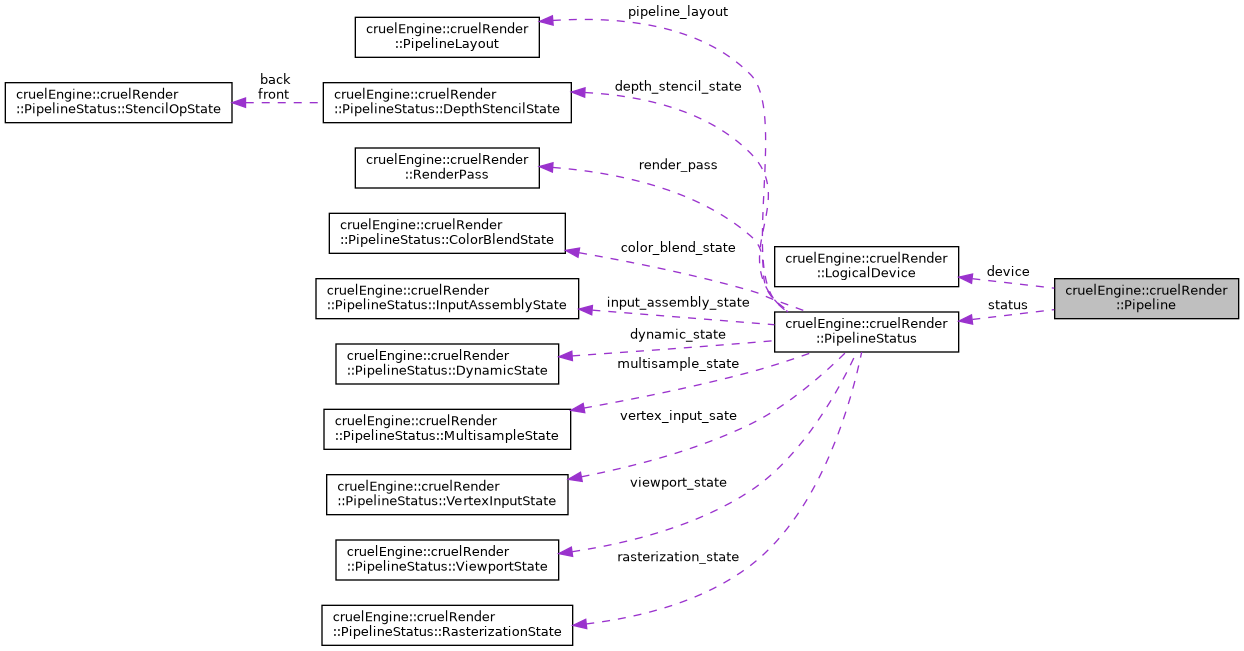 pipeline_layout
cruelEngine::cruelRender
::PipelineLayout
back
front
depth_stencil_state
cruelEngine::cruelRender
::PipelineStatus::StencilOpState
cruelEngine::cruelRender
::PipelineStatus::DepthStencilState
render_pass
cruelEngine::cruelRender
::RenderPass
cruelEngine::cruelRender
::PipelineStatus::ColorBlendState
color_blend_state
cruelEngine::cruelRender
::LogicalDevice
device
cruelEngine::cruelRender
::Pipeline
cruelEngine::cruelRender
::PipelineStatus::InputAssemblyState
input_assembly_state
status
cruelEngine::cruelRender
::PipelineStatus
dynamic_state
cruelEngine::cruelRender
::PipelineStatus::DynamicState
multisample_state
cruelEngine::cruelRender
::PipelineStatus::MultisampleState
vertex_input_sate
cruelEngine::cruelRender
::PipelineStatus::VertexInputState
viewport_state
cruelEngine::cruelRender
::PipelineStatus::ViewportState
rasterization_state
cruelEngine::cruelRender
::PipelineStatus::RasterizationState